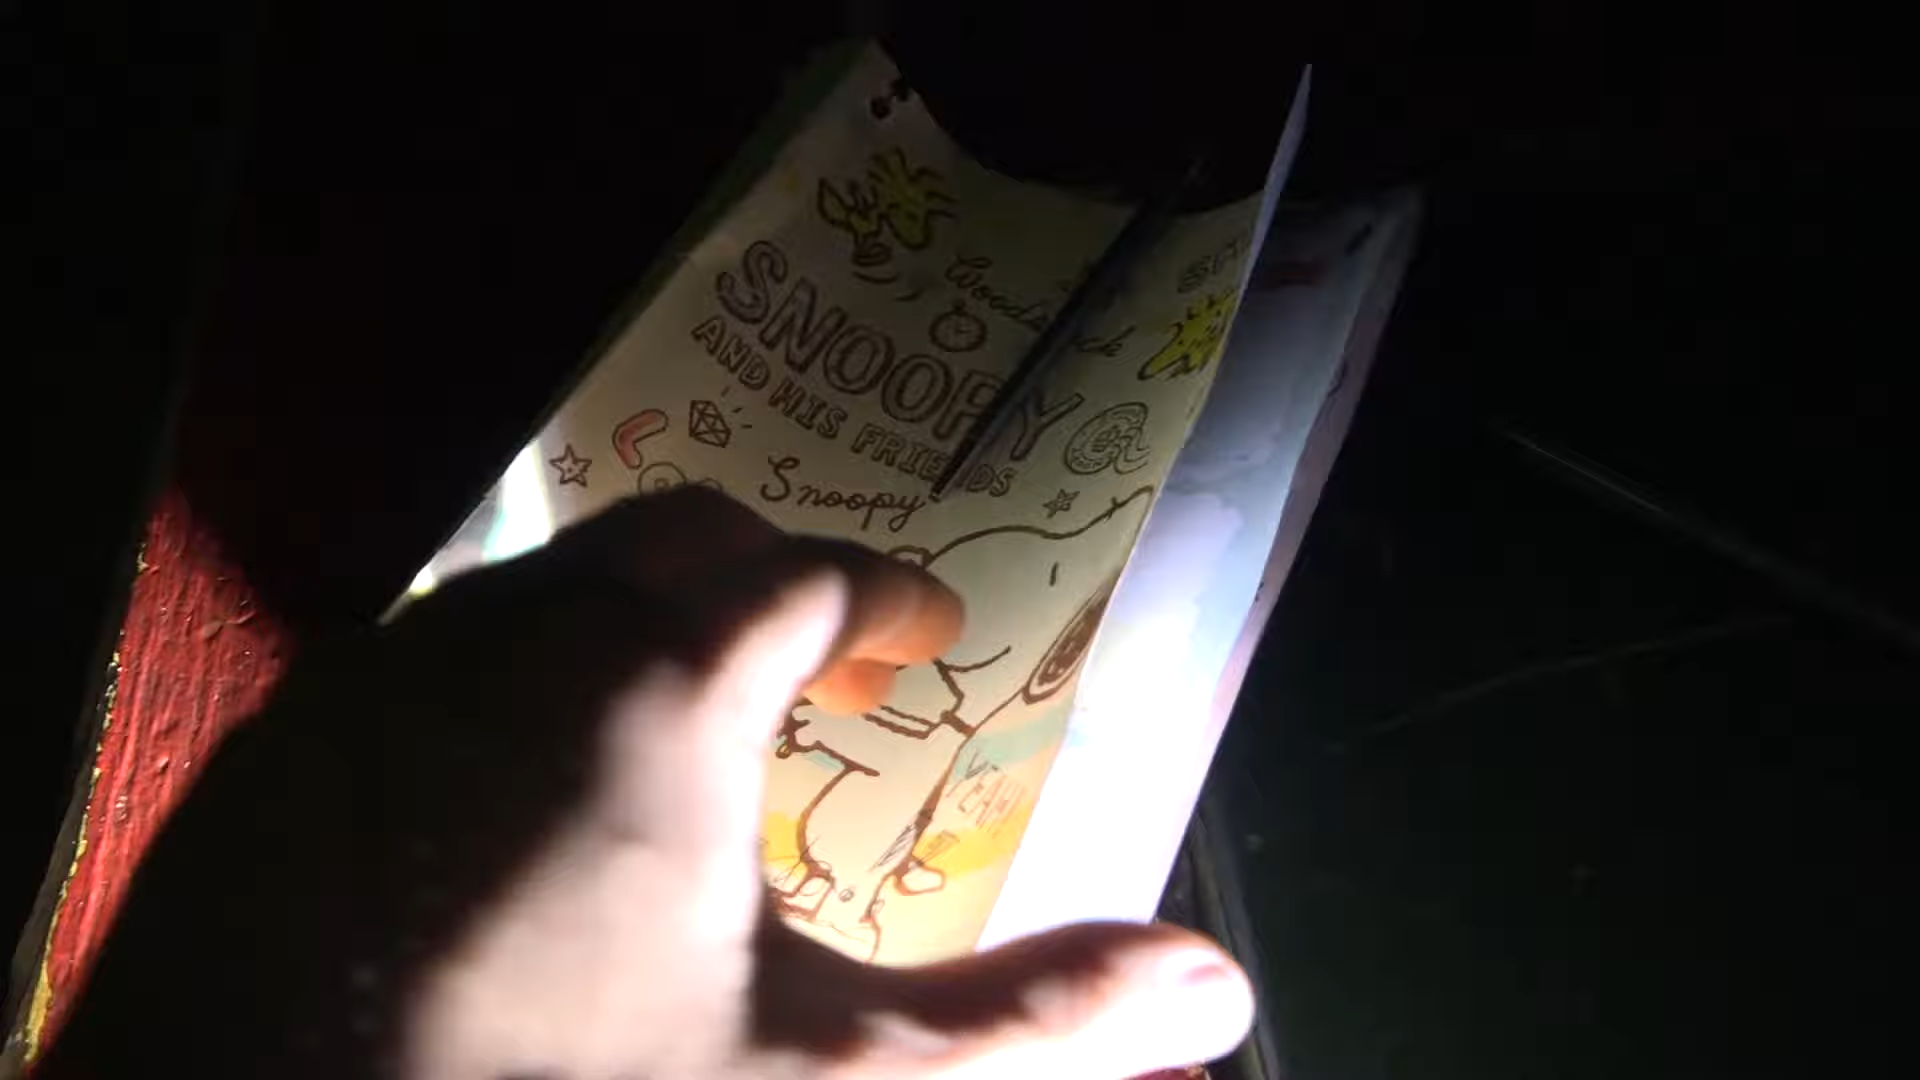 Woodstock
SNOOPY
AND HIS FRIENDS
Snoopy
YEAH!